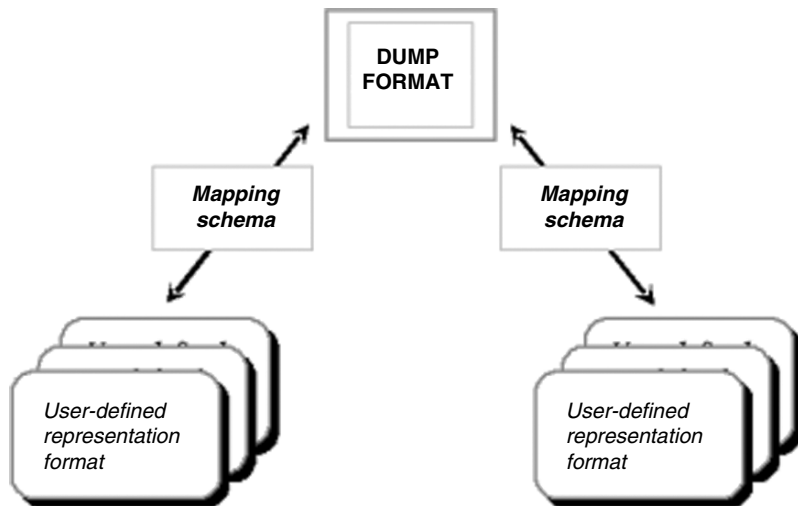 DUMP
FORMAT
Mapping
schema
Mapping
schema
User-defined
representation
format
User-defined
representation
format